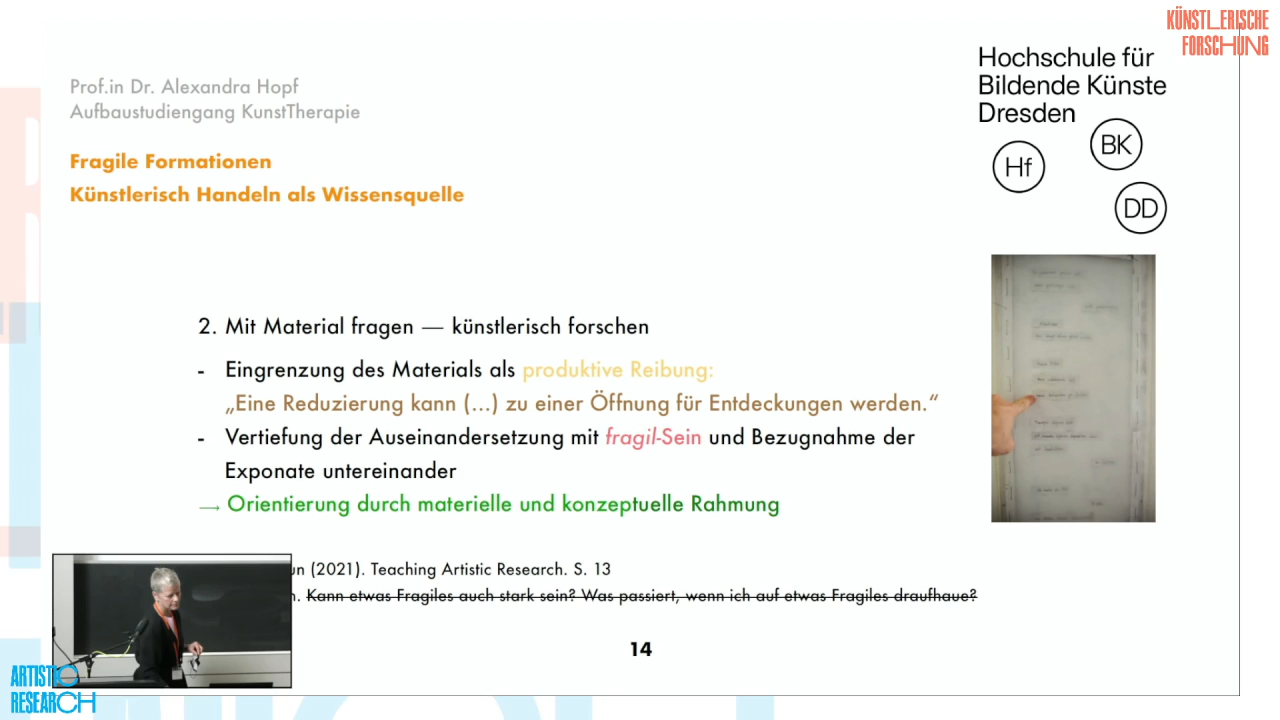 KÜNSTLERISCHE
FORSCHUNG
Hochschule für
Bildende Künste
Dresden
Hf
BK
DD
Prof.in Dr. Alexandra Hopf
Aufbaustudiengang KunstTherapie
Fragile Formationen
Künstlerisch Handeln als Wissensquelle
2. Mit Material fragen — künstlerisch forschen
- Eingrenzung des Materials als produktive Reibung:
„Eine Reduzierung kann (...) zu einer Öffnung für Entdeckungen werden.“
- Vertiefung der Auseinandersetzung mit fragil-Sein und Bezugnahme der
Exponate untereinander
→ Orientierung durch materielle und konzeptuelle Rahmung
(2021). Teaching Artistic Research. S. 13
Kann etwas Fragiles auch stark sein? Was passiert, wenn ich auf etwas Fragiles draufhaue?
14
ARTISTIC
RESEARCH